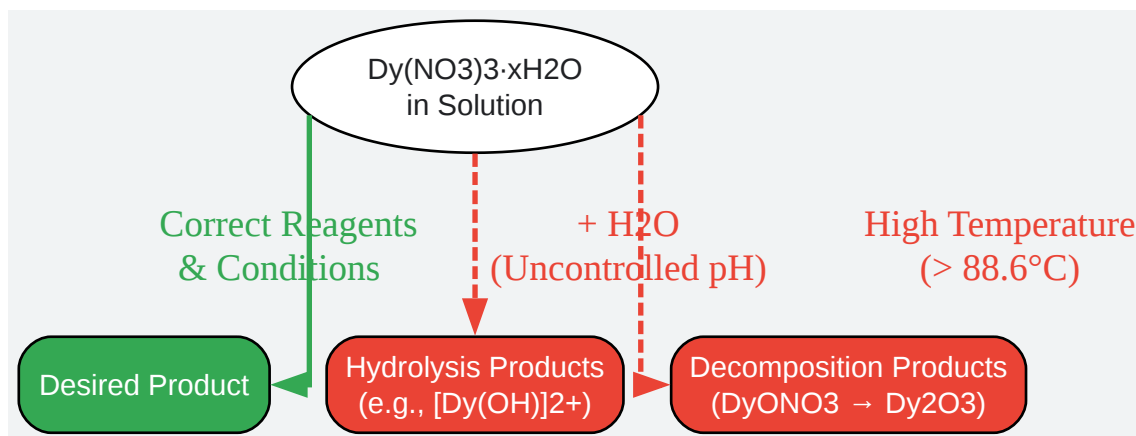 Dy(NO3)3·xH2O
in Solution
Correct Reagents
& Conditions
+ H2O
(Uncontrolled pH)
High Temperature
(> 88.6°C)
Desired Product
Hydrolysis Products
(e.g., [Dy(OH)]2+)
Decomposition Products
(DyONO3 → Dy2O3)